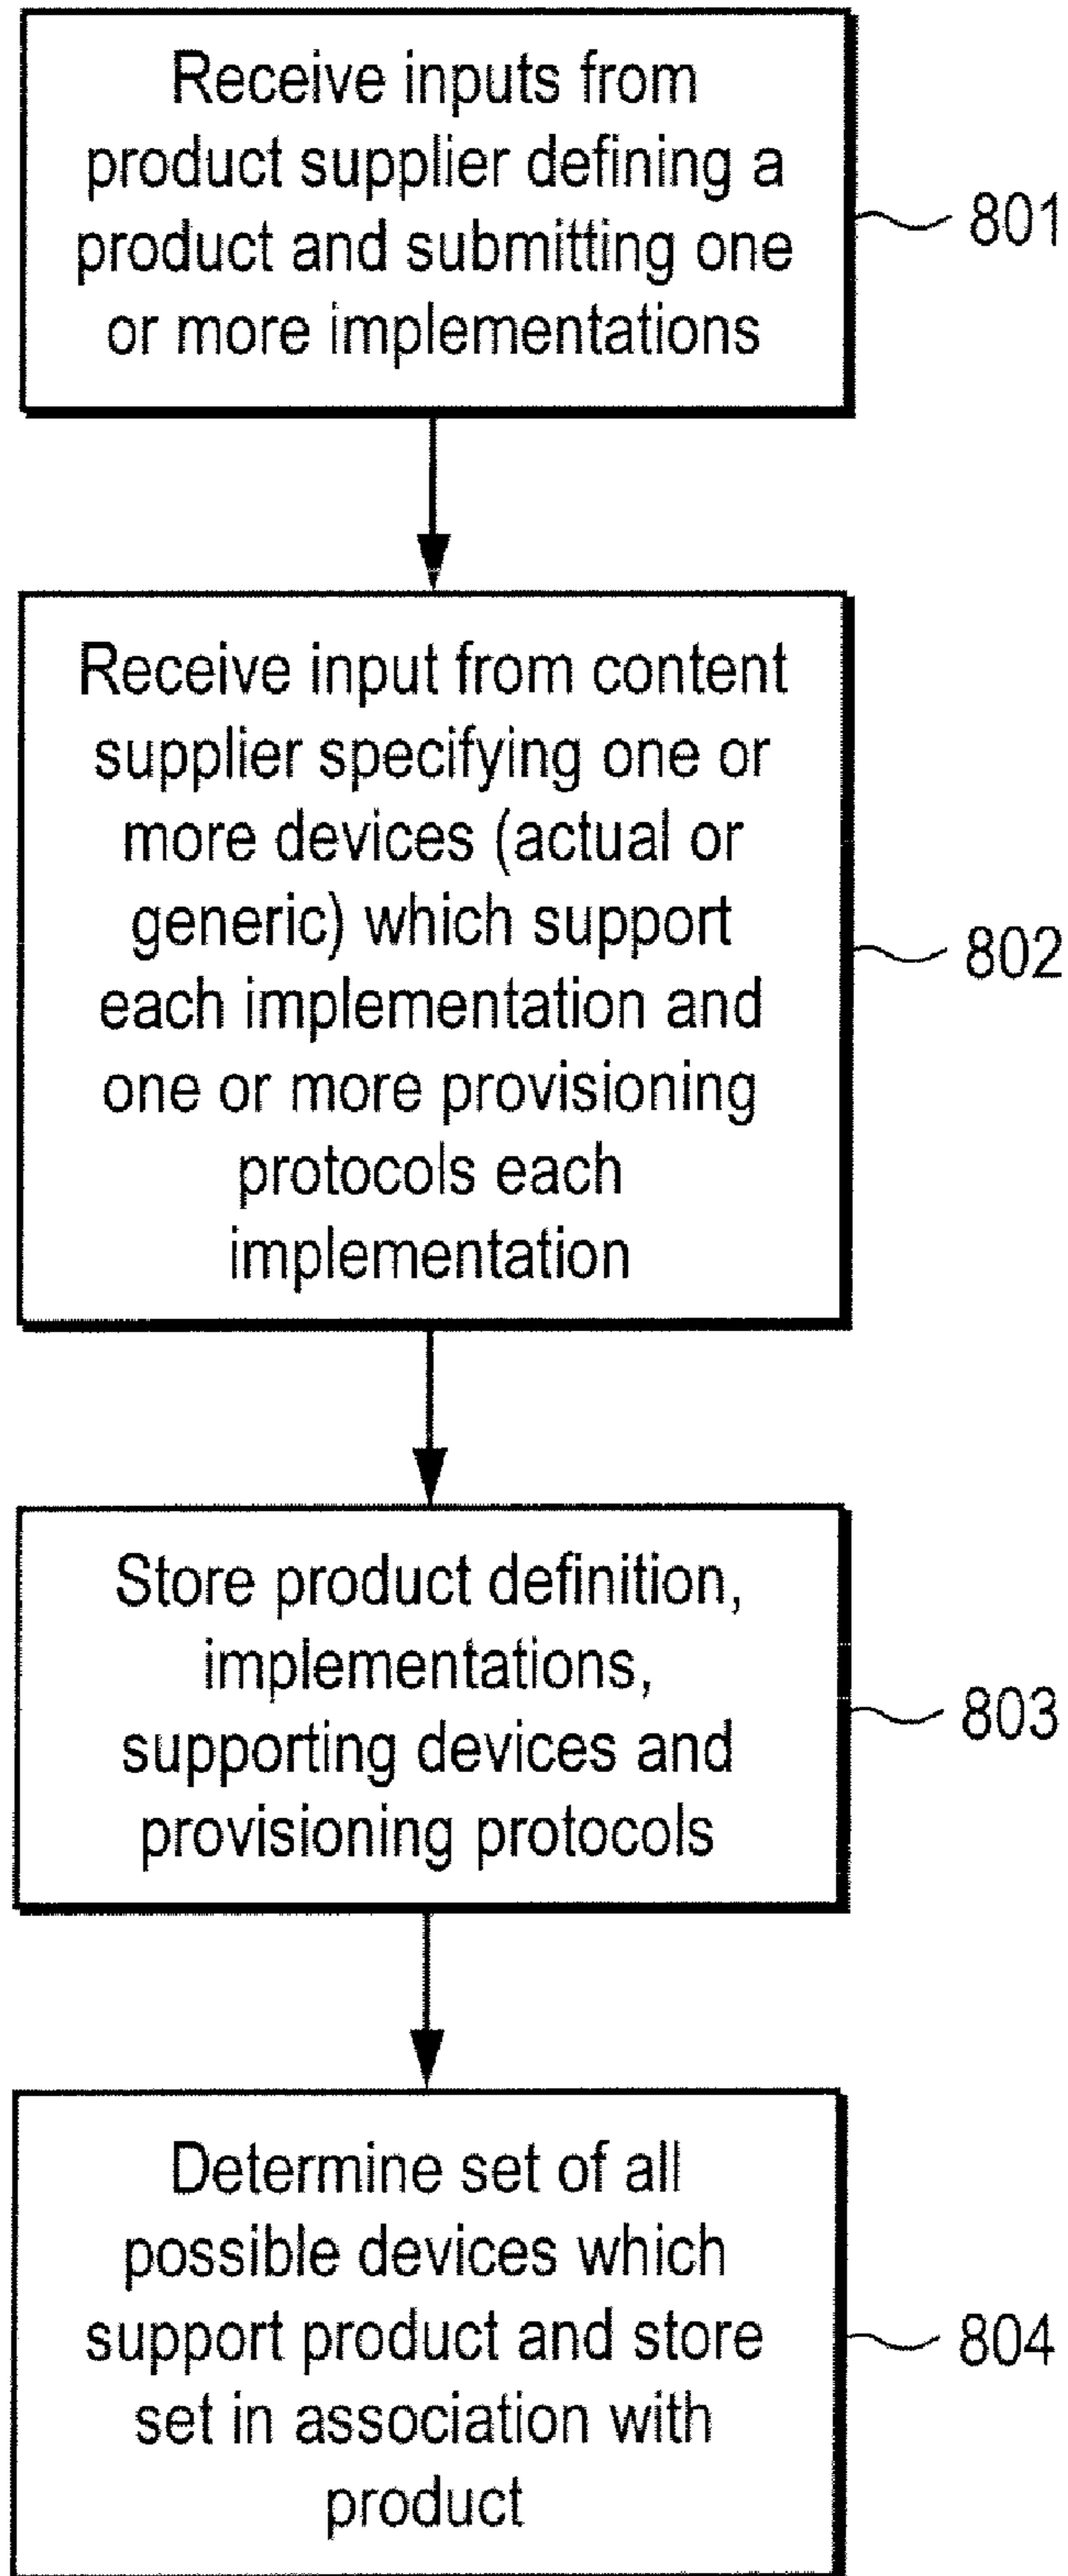 Receive inputs from
product supplier defining a
product and submitting one
or more implementations
801
Receive input from content
supplier specifying one or
more devices (actual or
generic) which support
each implementation and
one or more provisioning
protocols each
implementation
802
Store product definition,
implementations,
supporting devices and
provisioning protocols
803
Determine set of all
possible devices which
support product and store
set in association with
product
804